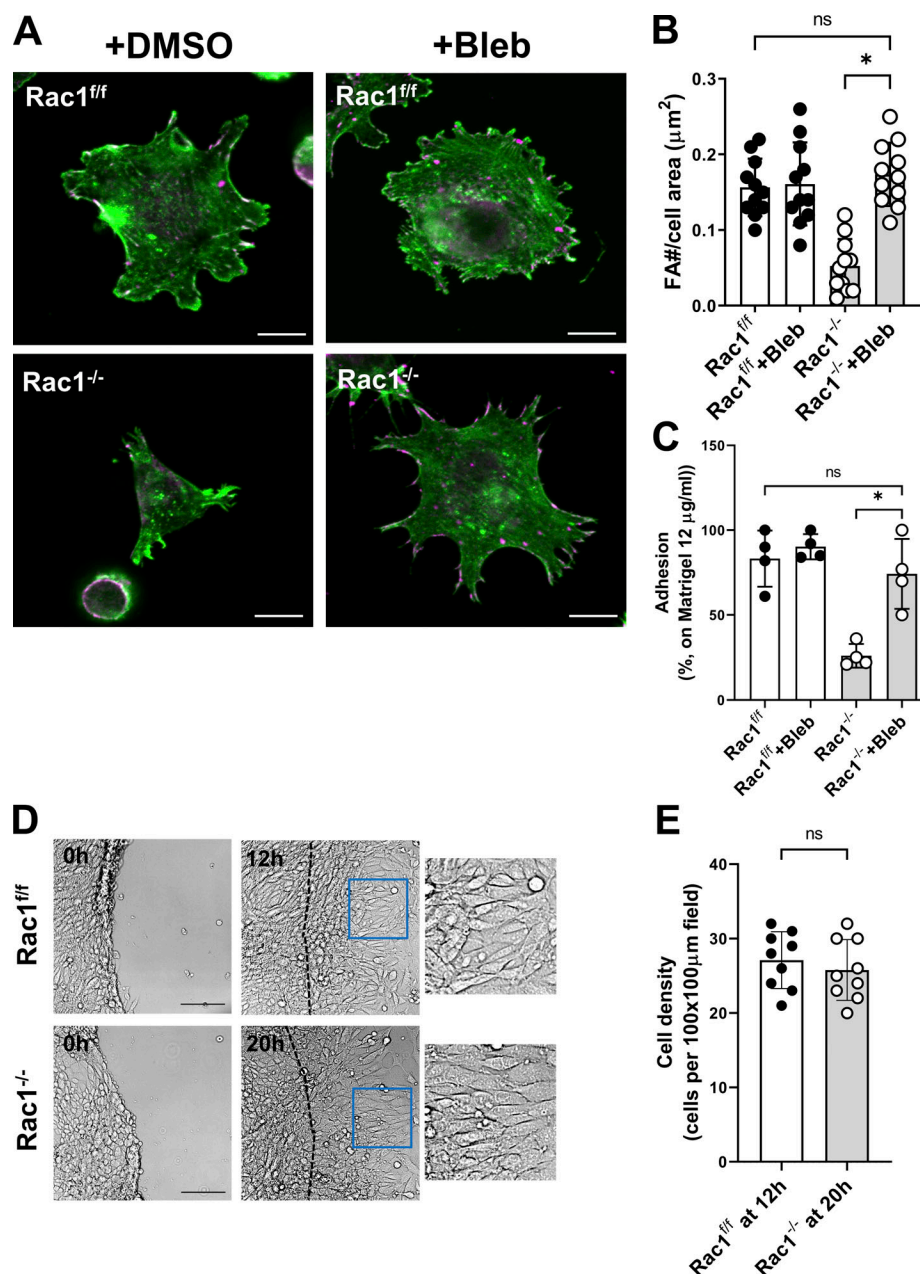 A
+DMSO
+Bleb
Rac1f/f
Rac1f/f
Rac1-/-
Rac1-/-
B
ns
*
0.3
0.2
0.1
0.0
FA#/cell area (μm2)
Rac1f/f
Rac1f/f +Bleb
Rac1-/-
Rac1-/- +Bleb
C
ns
*
150
100
50
0
Adhesion
(%, on Matrigel 12 μg/ml))
Rac1f/f
Rac1f/f +Bleb
Rac1-/-
Rac1-/- +Bleb
D
Rac1f/f
0h
12h
Rac1-/-
0h
20h
E
ns
40
30
20
10
0
Cell density
(cells per 100x100μm field)
Rac1f/f at 12h
Rac1-/- at 20h